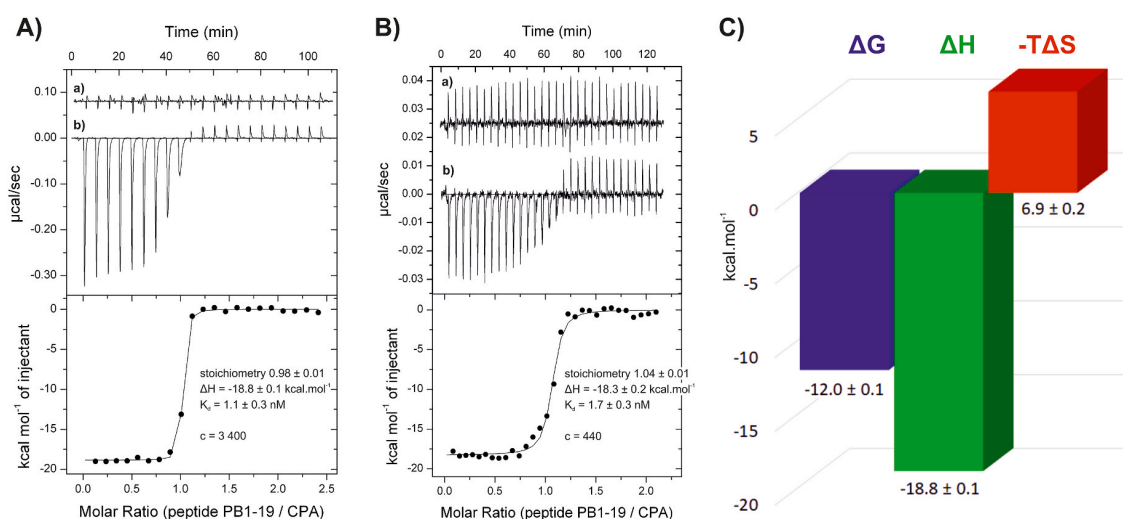 A)
Time (min)
0 20 40 60 80 100
a)
b)
0.10
0.00
-0.10
-0.20
-0.30
µcal/sec
0
-5
-10
-15
-20
kcal mol⁻¹ of injectant
stoichiometry 0.98 ± 0.01
ΔH = -18.8 ± 0.1 kcal.mol⁻¹
K_d = 1.1 ± 0.3 nM
c = 3 400
0.0 0.5 1.0 1.5 2.0 2.5
Molar Ratio (peptide PB1-19 / CPA)
B)
Time (min)
0 20 40 60 80 100 120
a)
b)
0.04
0.03
0.02
0.01
0.00
-0.01
-0.02
-0.03
µcal/sec
0
-5
-10
-15
-20
kcal mol⁻¹ of injectant
stoichiometry 1.04 ± 0.01
ΔH = -18.3 ± 0.2 kcal.mol⁻¹
K_d = 1.7 ± 0.3 nM
c = 440
0.0 0.5 1.0 1.5 2.0
Molar Ratio (peptide PB1-19 / CPA)
C)
ΔG ΔH -TΔS
5
0
-5
-10
-15
-20
kcal.mol⁻¹
6.9 ± 0.2
-12.0 ± 0.1
-18.8 ± 0.1